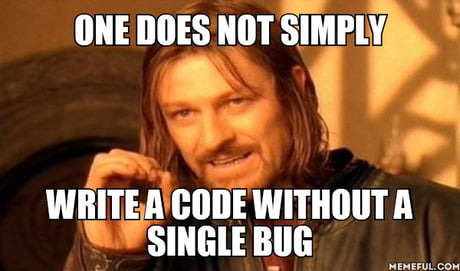 ONE DOES NOT SIMPLY
WRITE A CODE WITHOUT A
SINGLE BUG
MEMEFUL.COM